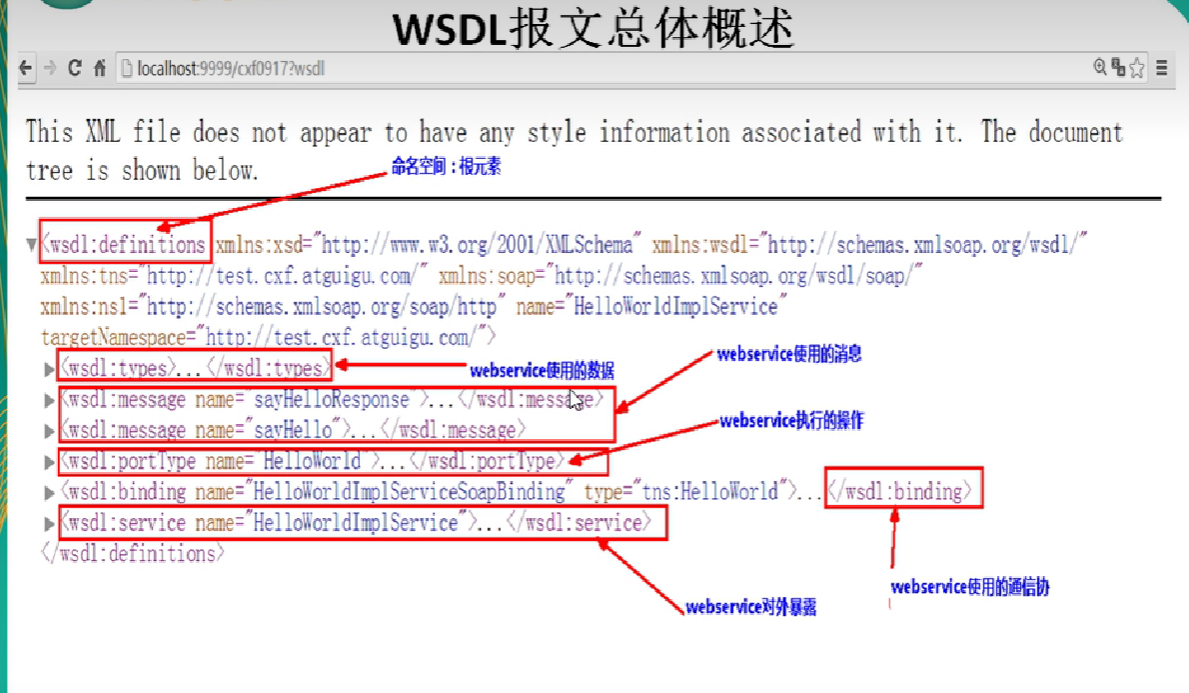 WSDL报文总体概述
localhost:9999/cxf0917?wsdl
This XML file does not appear to have any style information associated with it. The document
tree is shown below.
命名空间:根元素
<wsdl:definitions xmlns:xsd="http://www.w3.org/2001/XMLSchema" xmlns:wsdl="http://schemas.xmlsoap.org/wsdl/"
xmlns:tns="http://test.cxf.atguigu.com/" xmlns:soap="http://schemas.xmlsoap.org/wsdl/soap/"
xmlns:ns1="http://schemas.xmlsoap.org/soap/http" name="HelloWorldImplService"
targetNamespace="http://test.cxf.atguigu.com/">
webservice使用的消息
<wsdl:types>...</wsdl:types>
webservice使用的数据
<wsdl:message name="sayHelloResponse">...</wsdl:message>
webservice执行的操作
<wsdl:message name="sayHello">...</wsdl:message>
<wsdl:portType name="HelloWorld">...</wsdl:portType>
<wsdl:binding name="HelloWorldImplServiceSoapBinding" type="tns:HelloWorld">...</wsdl:binding>
<wsdl:service name="HelloWorldImplService">...</wsdl:service>
</wsdl:definitions>
webservice使用的通信协
webservice对外暴露